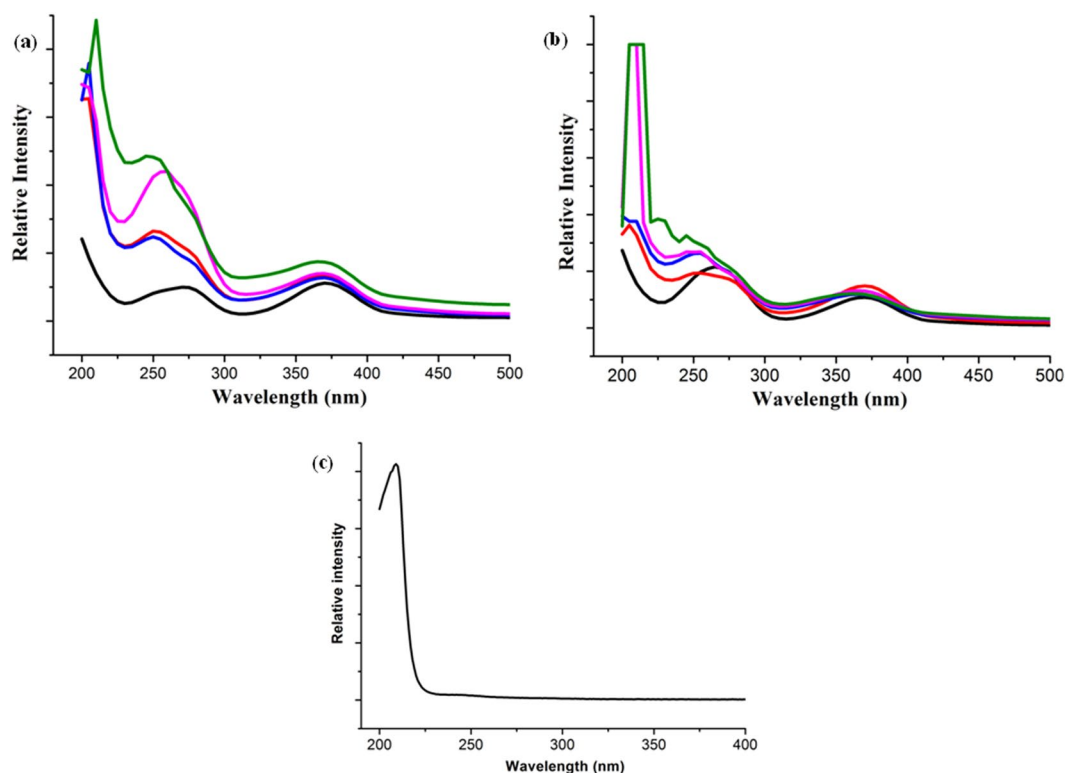 (a)
Relative Intensity
200 250 300 350 400 450 500
Wavelength (nm)
(b)
Relative Intensity
200 250 300 350 400 450 500
Wavelength (nm)
(c)
Relative intensity
200 250 300 350 400
Wavelength (nm)